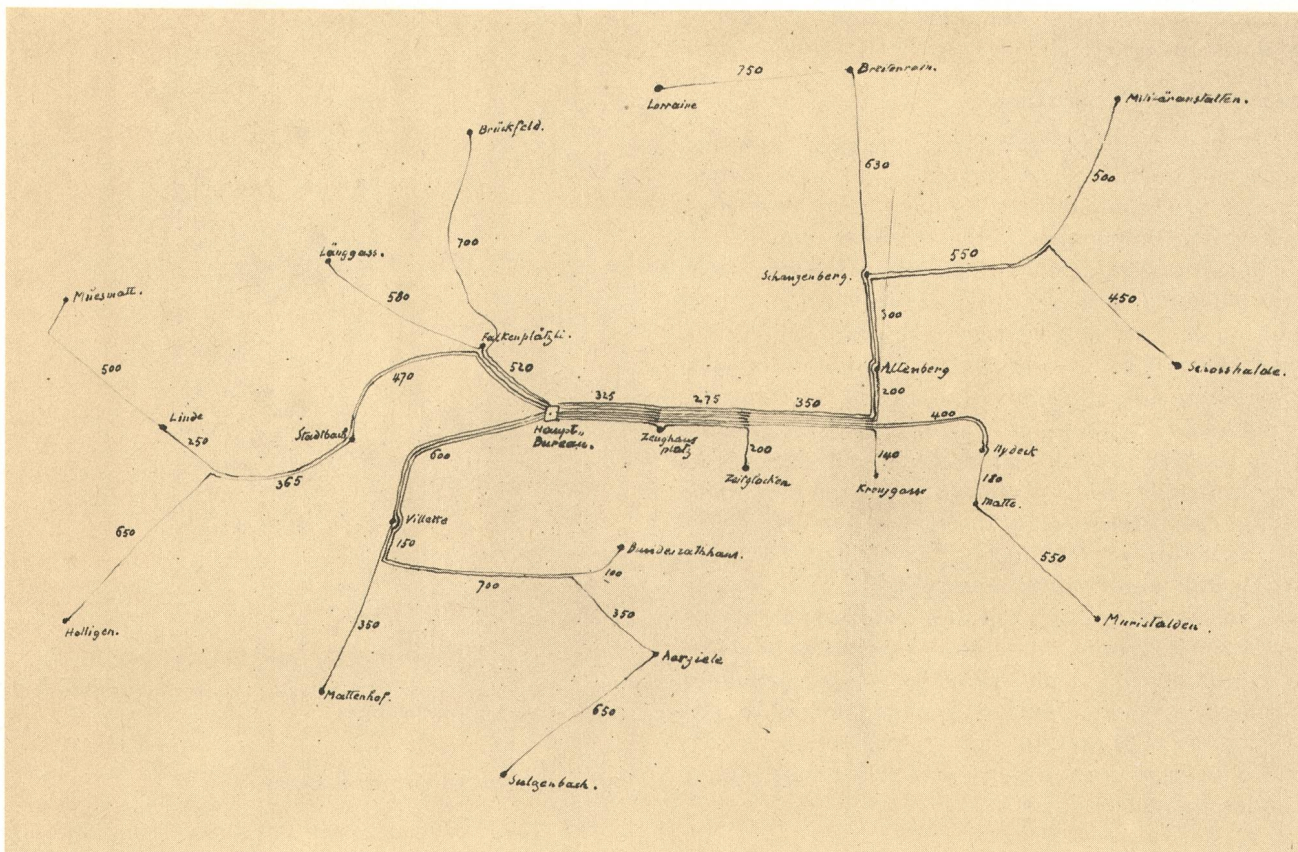 750
Breitenrain.
Lorraine
Militäranstalten.
Brückfeld.
630
500
700
Länggass.
550
Schanzenberg.
580
Müesmatt.
450
300
Falkenplätzli.
500
470
520
Altenberg
Schosshalde.
325
275
350
200
400
Linde
Stadtbach
250
Haupt-
Bureau.
Zeughaus
platz
600
200
140
Nydeck
365
Zeitglocken
Kreuzgasse
180
Matte.
650
Villette
150
Bundesrathhaus.
100
550
700
350
350
Holligen.
Muristalden.
Aarziele
Mattenhof.
650
Sulgenbach.